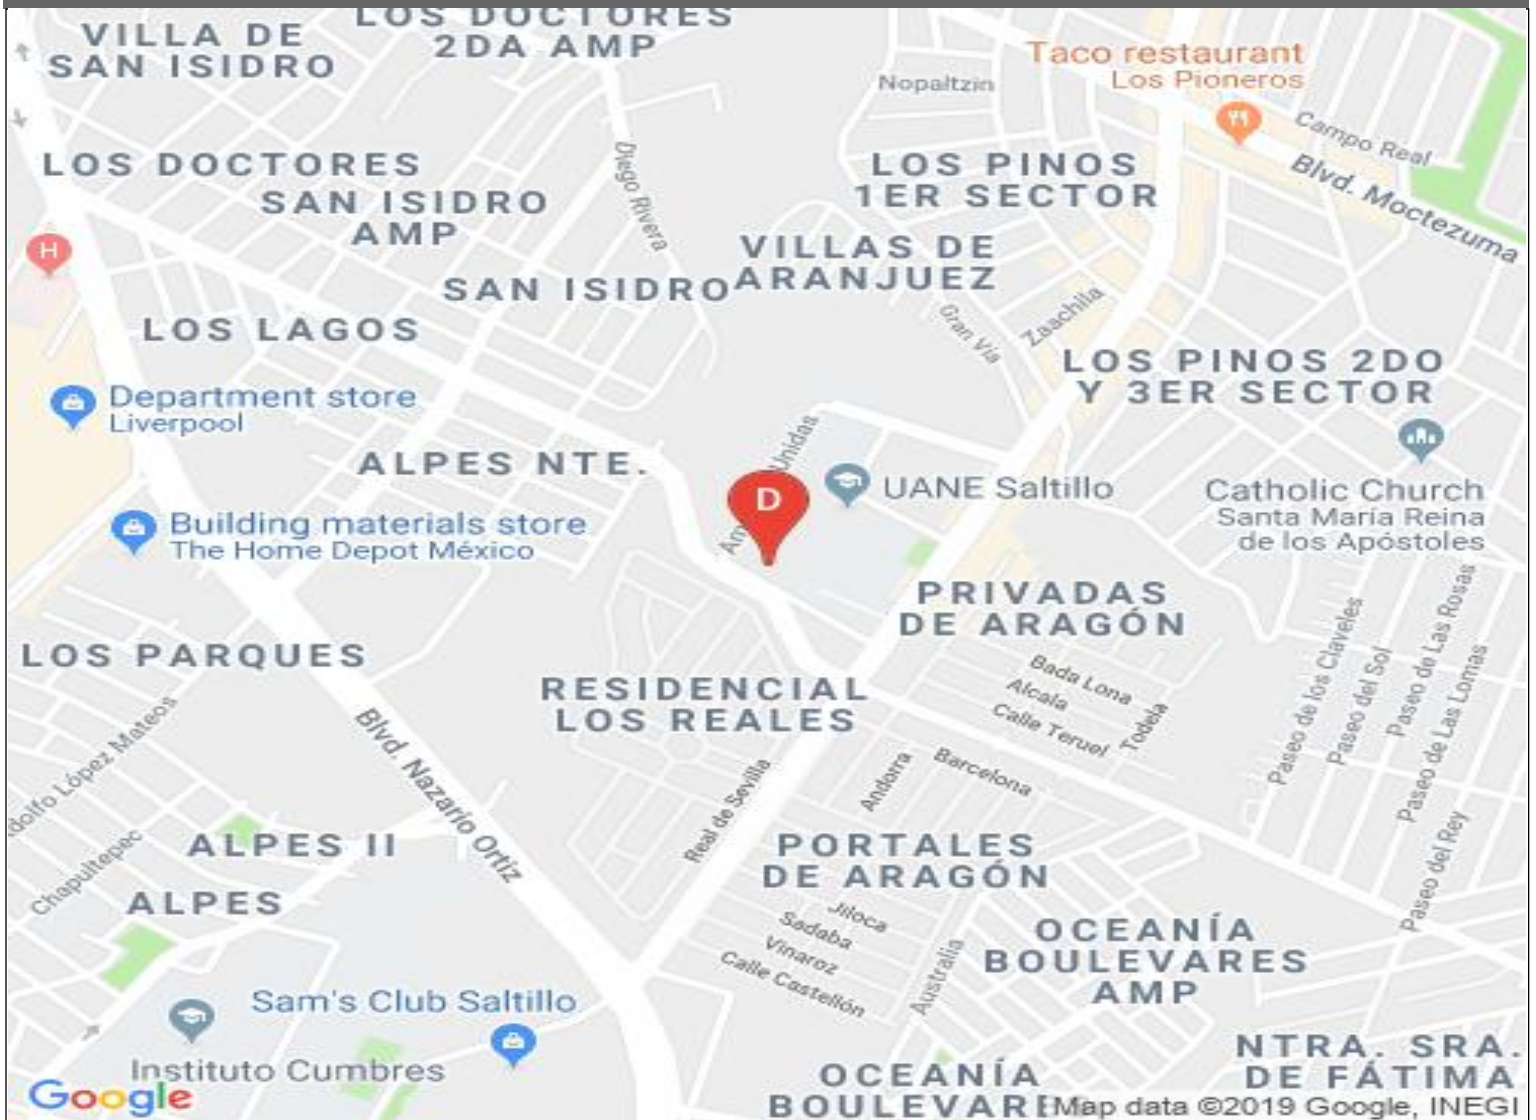 LOS DOCTORES
2DA AMP
VILLA DE
SAN ISIDRO
Taco restaurant
Los Pioneros
Nopaltzin
Campo Real
Blvd. Moctezuma
LOS DOCTORES
SAN ISIDRO
AMP
Diego Rivera
LOS PINOS
1ER SECTOR
H
VILLAS DE
ARANJUEZ
SAN ISIDRO
Zaachila
Gran Vía
LOS LAGOS
LOS PINOS 2DO
Y 3ER SECTOR
Department store
Liverpool
Unidas
ALPES NTE.
D
UANE Saltillo
Catholic Church
Santa María Reina
de los Apóstoles
Building materials store
The Home Depot México
Am
PRIVADAS
DE ARAGÓN
LOS PARQUES
RESIDENCIAL
LOS REALES
Bada Lona
Alcala
Calle Teruel
Todela
Paseo de los Claveles
Paseo del Sol
Paseo de Las Rosas
Paseo de Las Lomas
dolfo López Mateos
Blvd. Nazario Ortiz
Real de Sevilla
Andorra
Barcelona
Paseo del Rey
ALPES II
Chapultepec
ALPES
PORTALES
DE ARAGÓN
Jiloca
Sadaba
Vinaroz
Calle Castellón
Australia
OCEANÍA
BOULEVARES
AMP
Sam's Club Saltillo
Instituto Cumbres
NTRA. SRA.
DE FÁTIMA
OCEANÍA
BOULEVARE
Google
Map data ©2019 Google, INEGI